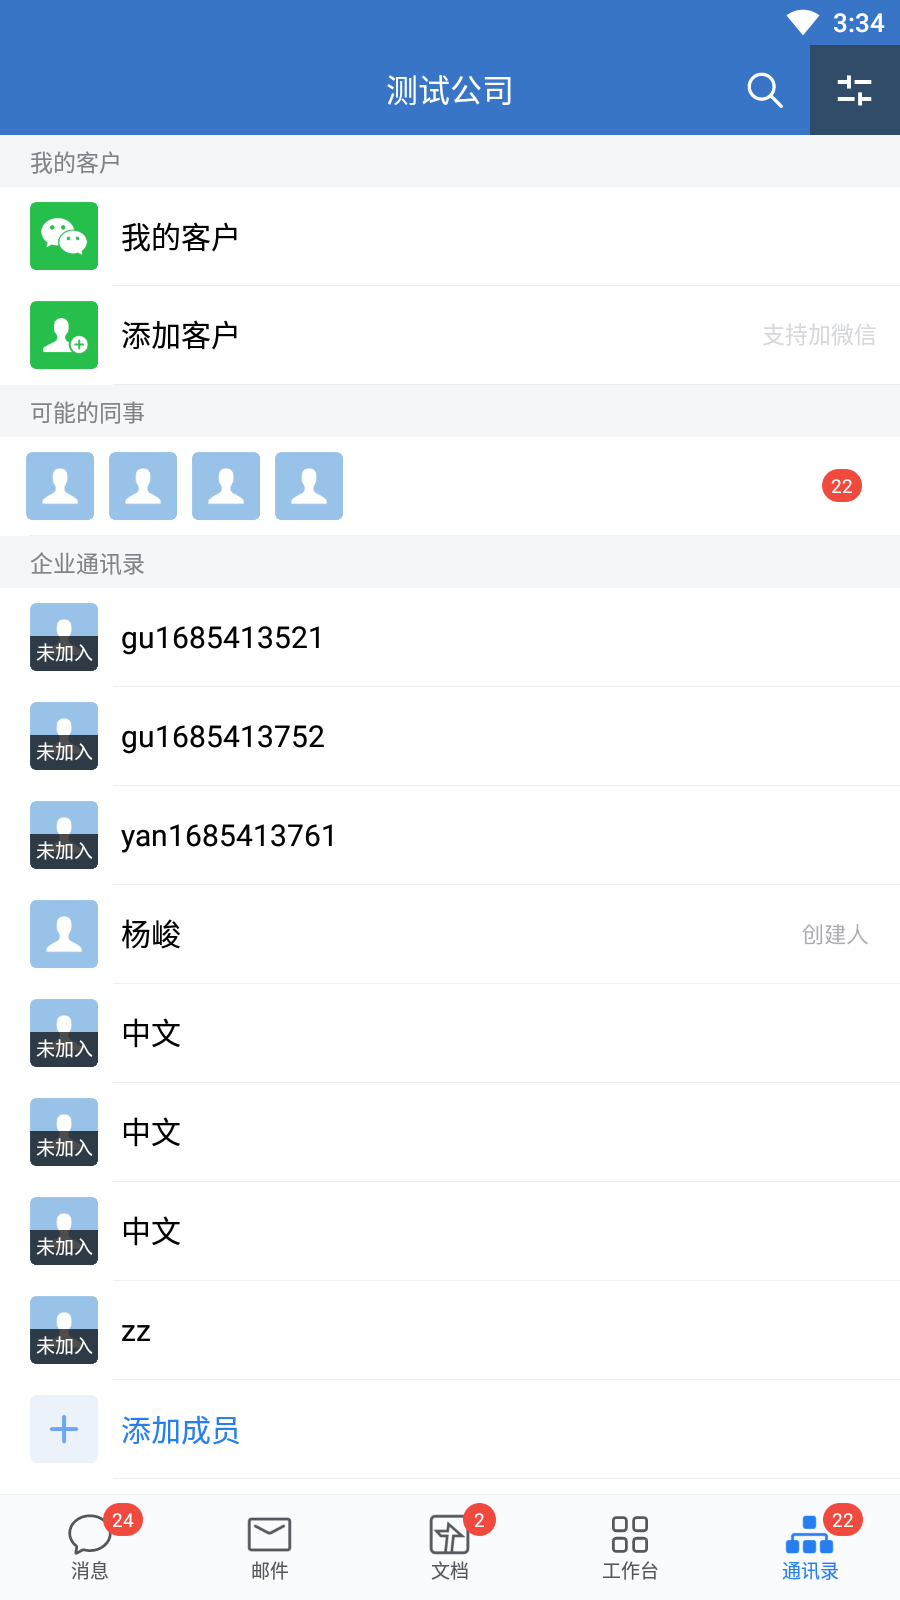 3:34
测试公司
我的客户
我的客户
添加客户 支持加微信
可能的同事
22
企业通讯录
未加入 gu1685413521
未加入 gu1685413752
未加入 yan1685413761
杨峻 创建人
未加入 中文
未加入 中文
未加入 中文
未加入 zz
添加成员
24 2 22
消息 邮件 文档 工作台 通讯录